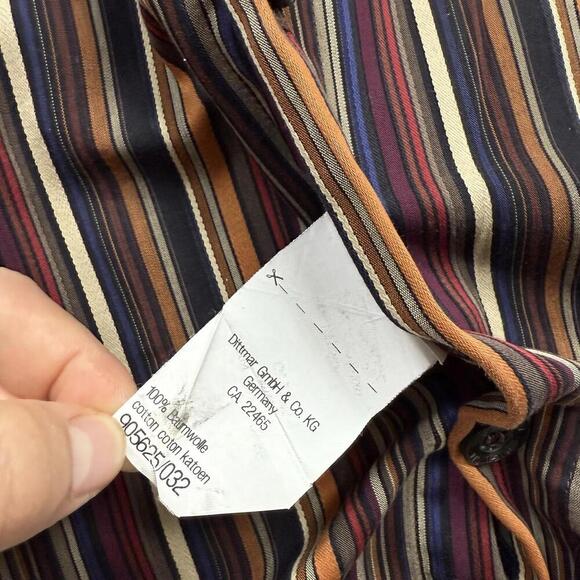 Dittmar GmbH & Co. KG
Germany
CA 22465
100% Baumwolle
cotton coton katoen
905625/032